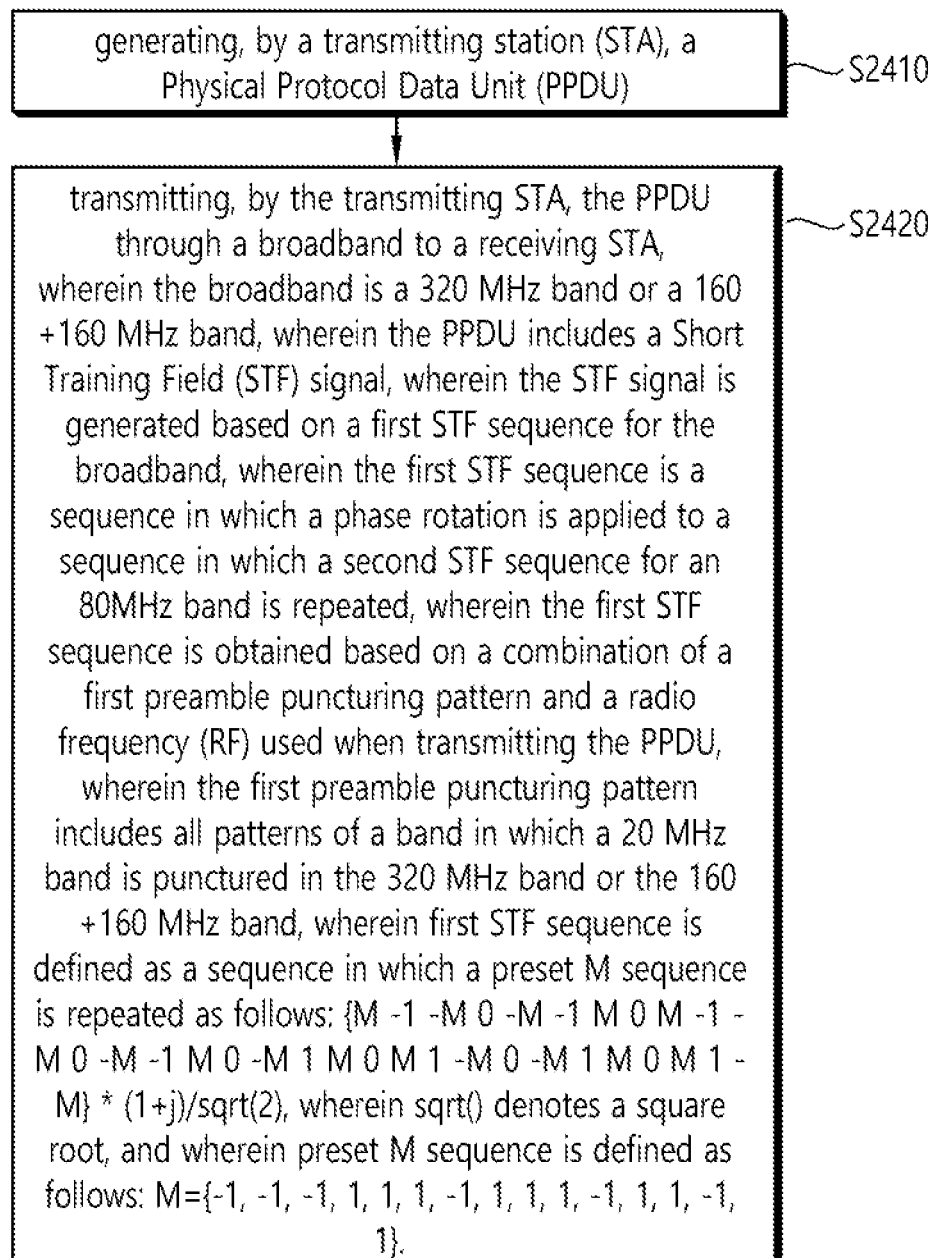 generating, by a transmitting station (STA), a
Physical Protocol Data Unit (PPDU)
S2410
transmitting, by the transmitting STA, the PPDU
through a broadband to a receiving STA,
wherein the broadband is a 320 MHz band or a 160
+160 MHz band, wherein the PPDU includes a Short
Training Field (STF) signal, wherein the STF signal is
generated based on a first STF sequence for the
broadband, wherein the first STF sequence is a
sequence in which a phase rotation is applied to a
sequence in which a second STF sequence for an
80MHz band is repeated, wherein the first STF
sequence is obtained based on a combination of a
first preamble puncturing pattern and a radio
frequency (RF) used when transmitting the PPDU,
wherein the first preamble puncturing pattern
includes all patterns of a band in which a 20 MHz
band is punctured in the 320 MHz band or the 160
+160 MHz band, wherein first STF sequence is
defined as a sequence in which a preset M sequence
is repeated as follows: {M -1 -M 0 -M -1 M 0 M -1 -
M 0 -M -1 M 0 -M 1 M 0 M 1 -M 0 -M 1 M 0 M 1 -
M} * (1+j)/sqrt(2), wherein sqrt() denotes a square
root, and wherein preset M sequence is defined as
follows: M={-1, -1, -1, 1, 1, 1, -1, 1, 1, 1, -1, 1, 1, -1,
1}.
S2420